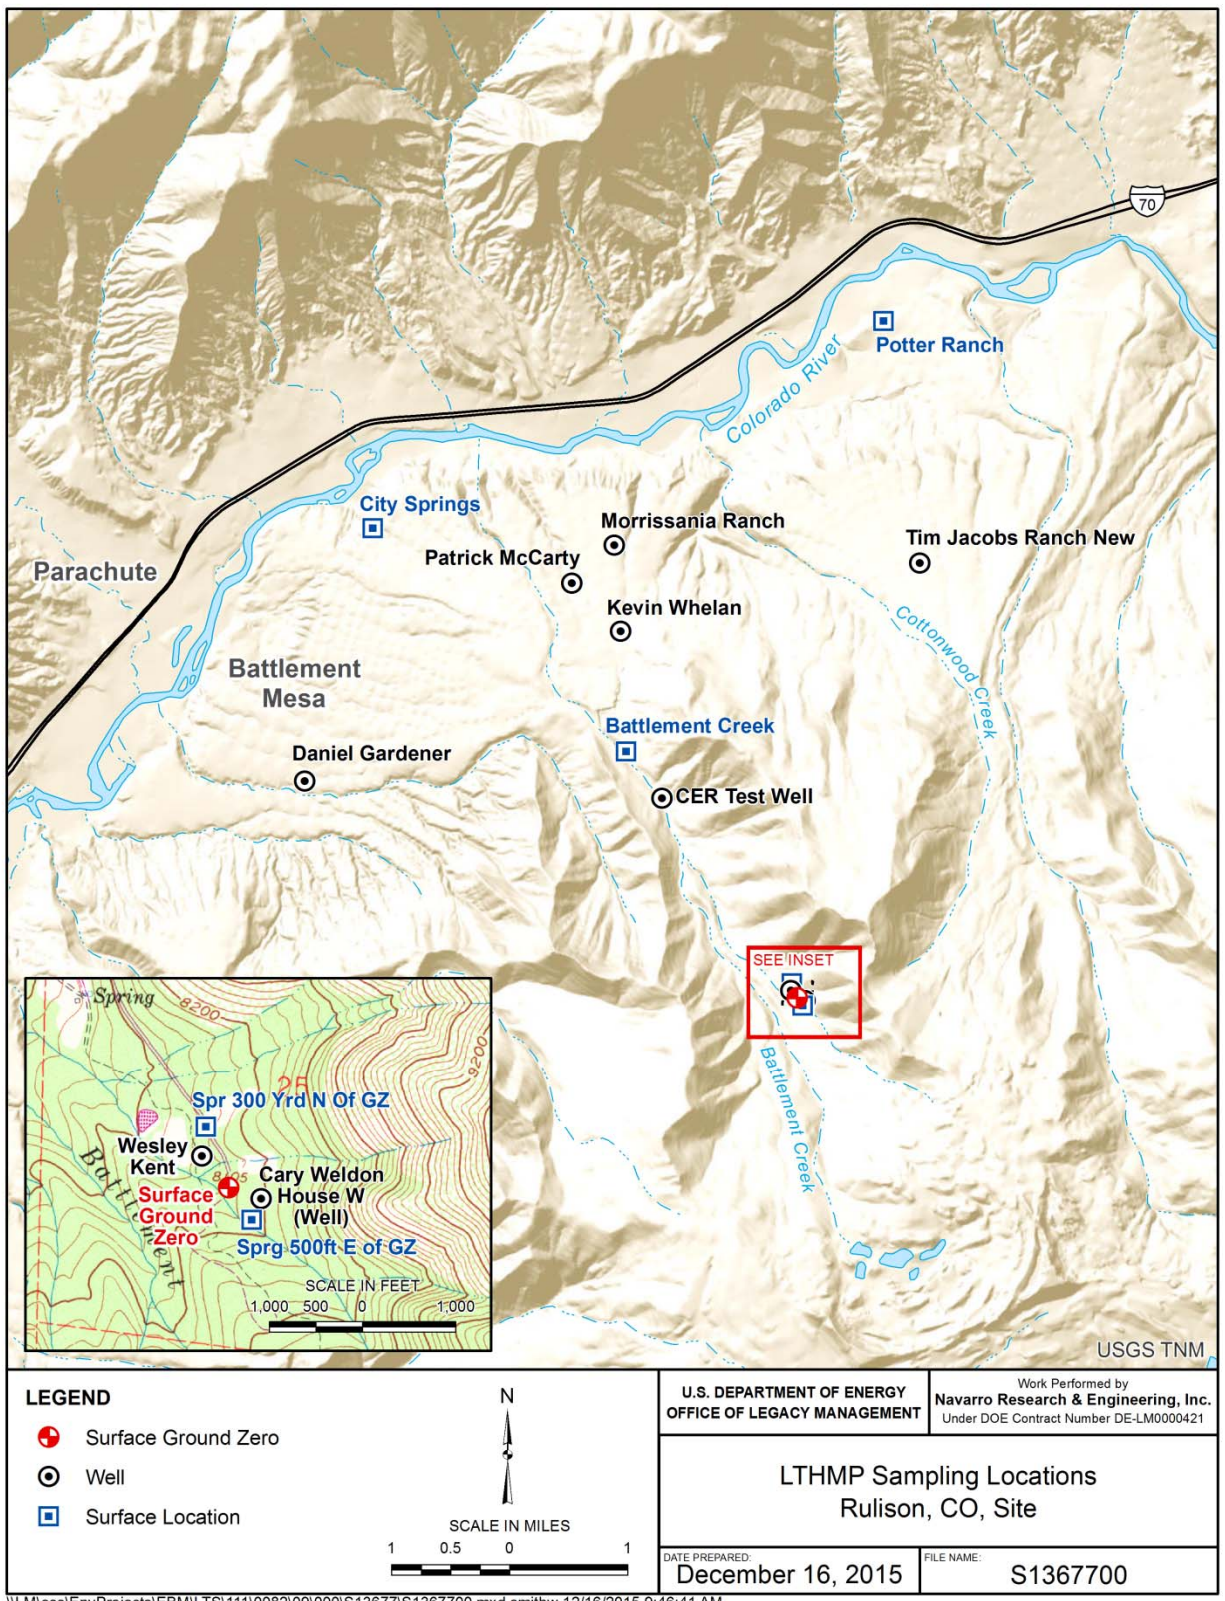 70
Potter Ranch
Colorado River
City Springs
Morrissania Ranch
Tim Jacobs Ranch New
Patrick McCarty
Parachute
Kevin Whelan
Cottonwood Creek
Battlement
Mesa
Battlement Creek
Daniel Gardener
CER Test Well
SEE INSET
Battlement Creek
Spring
8200
9200
25
Spr 300 Yrd N Of GZ
Wesley
Kent
Battlement
8195
Cary Weldon
House W
(Well)
Surface
Ground
Zero
Sprg 500ft E of GZ
SCALE IN FEET
1,000 500 0 1,000
USGS TNM
LEGEND
Surface Ground Zero
Well
Surface Location
N
SCALE IN MILES
1 0.5 0 1
U.S. DEPARTMENT OF ENERGY
OFFICE OF LEGACY MANAGEMENT
Work Performed by
Navarro Research & Engineering, Inc.
Under DOE Contract Number DE-LM0000421
LTHMP Sampling Locations
Rulison, CO, Site
DATE PREPARED:
December 16, 2015
FILE NAME:
S1367700